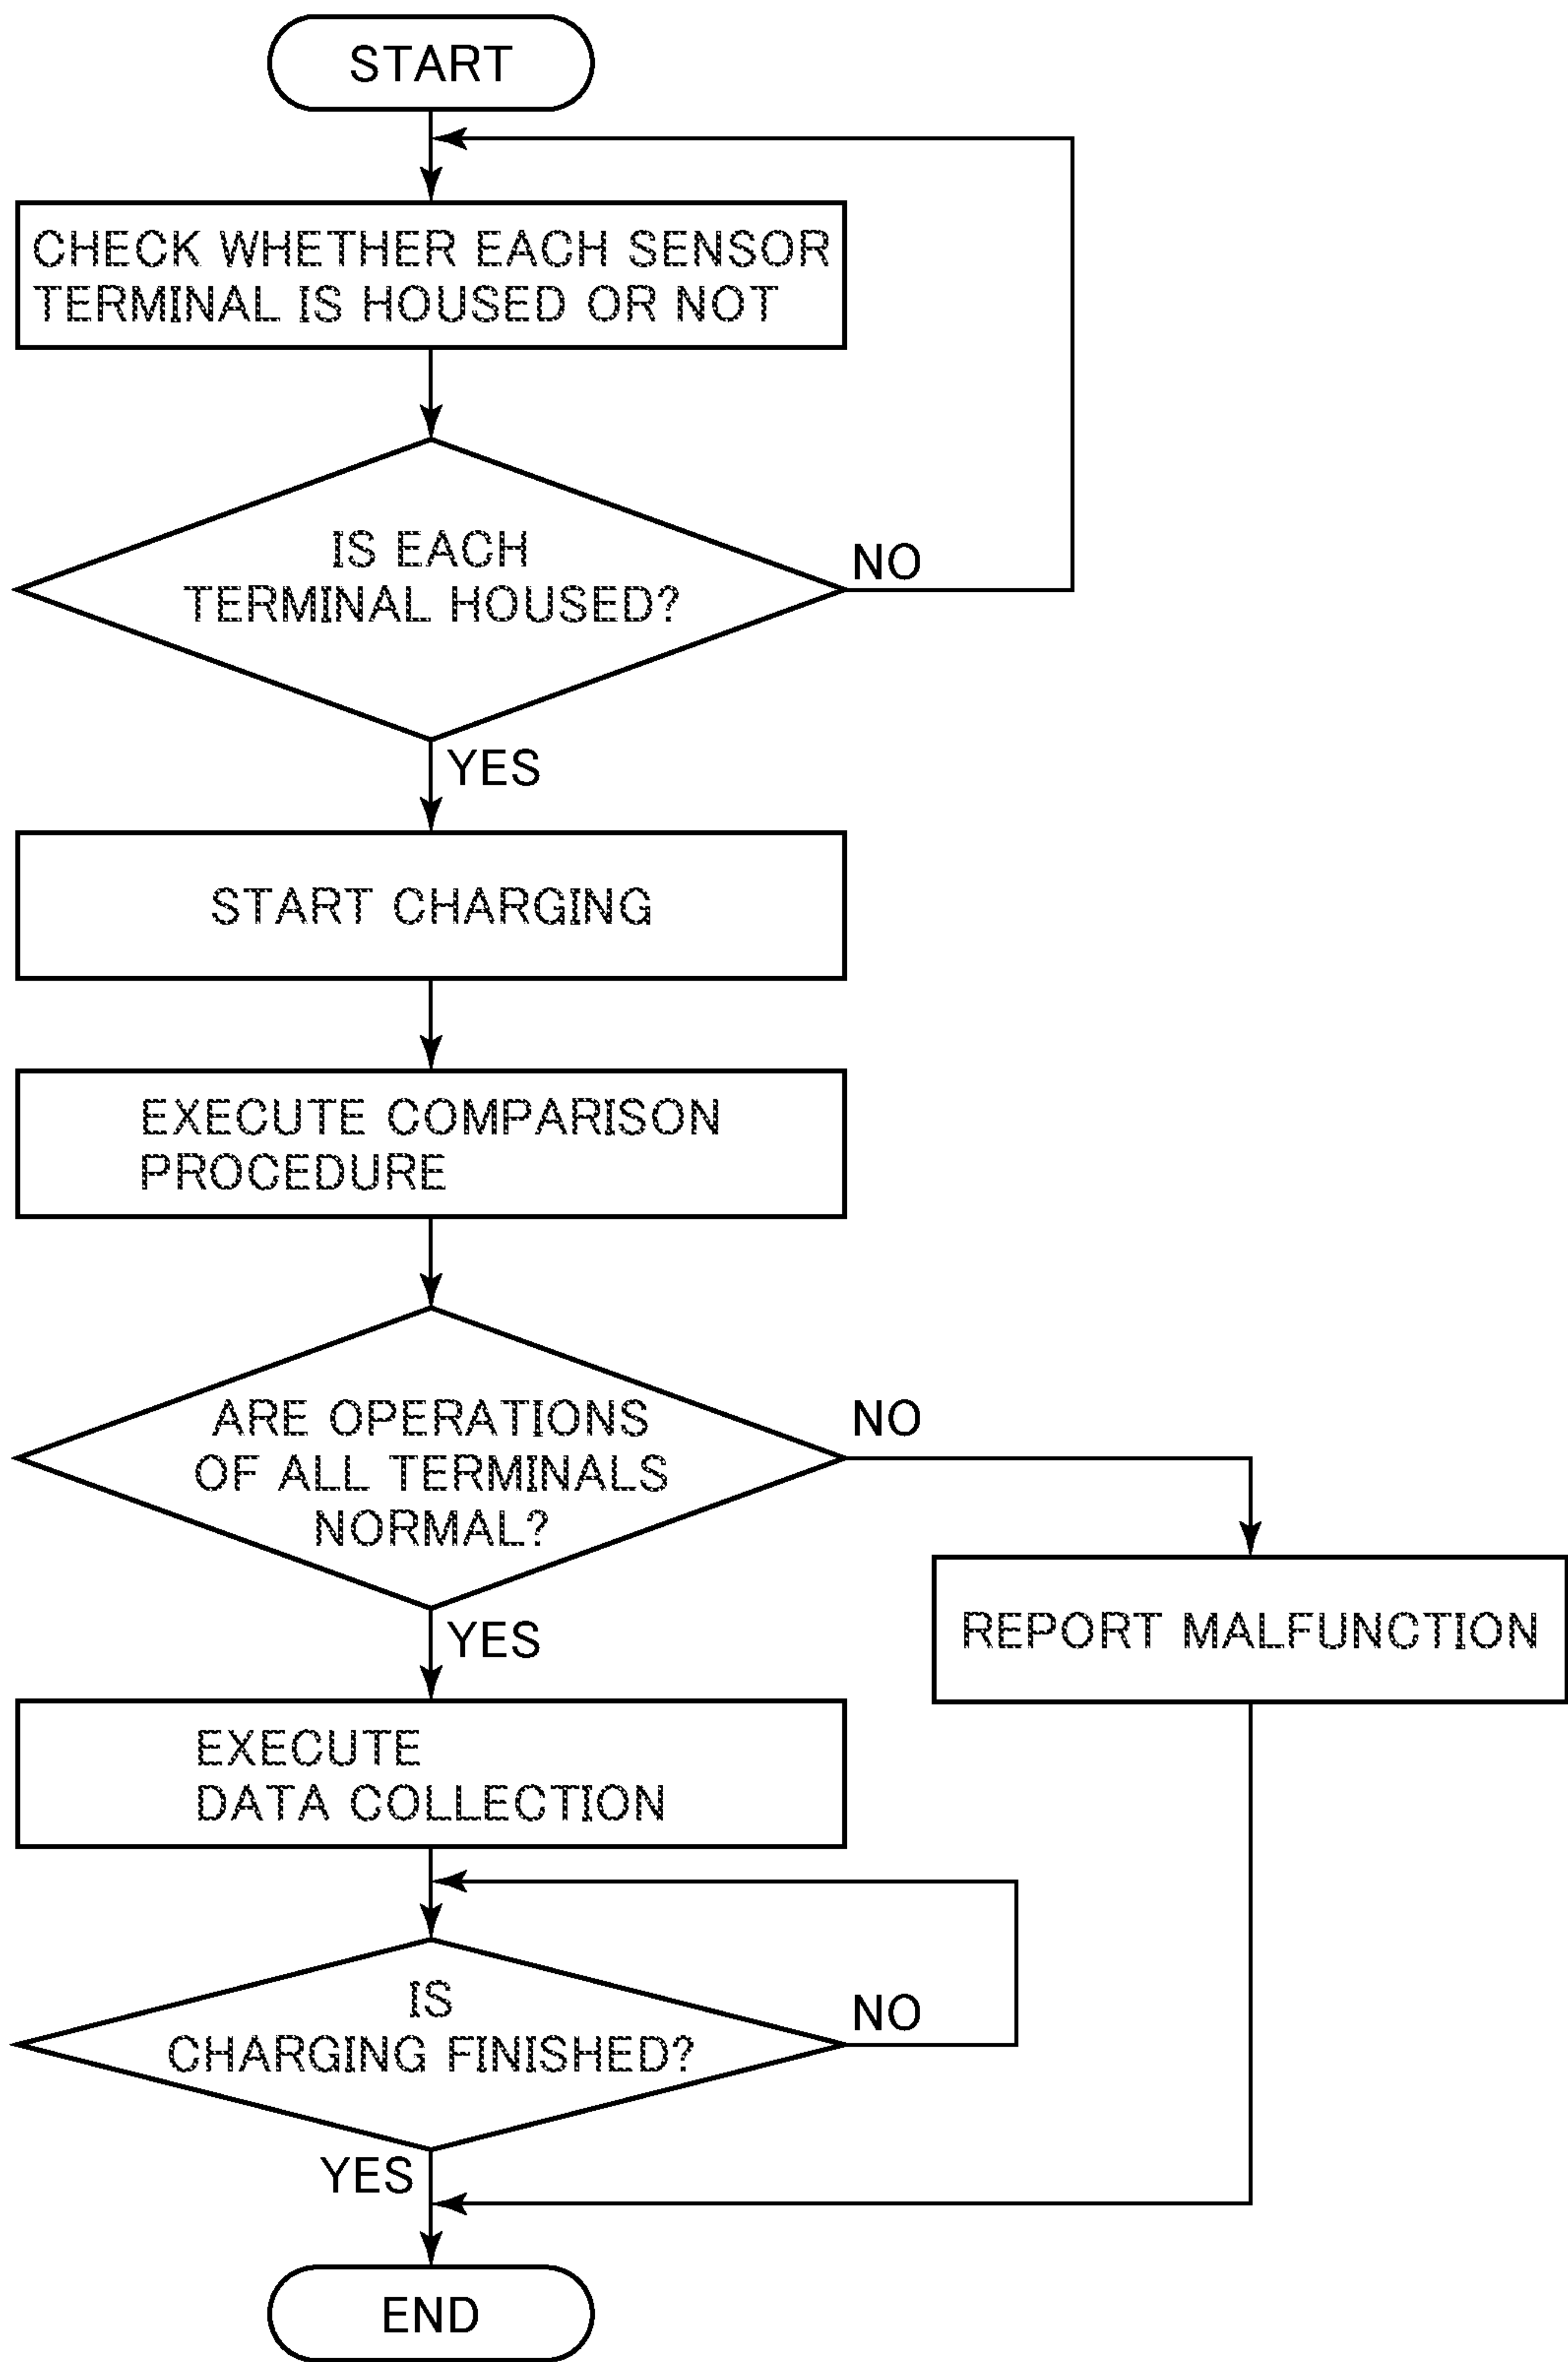 START
CHECK WHETHER EACH SENSOR
TERMINAL IS HOUSED OR NOT
IS EACH
TERMINAL HOUSED?
NO
YES
START CHARGING
EXECUTE COMPARISON
PROCEDURE
ARE OPERATIONS
OF ALL TERMINALS
NORMAL?
NO
YES
REPORT MALFUNCTION
EXECUTE
DATA COLLECTION
IS
CHARGING FINISHED?
NO
YES
END